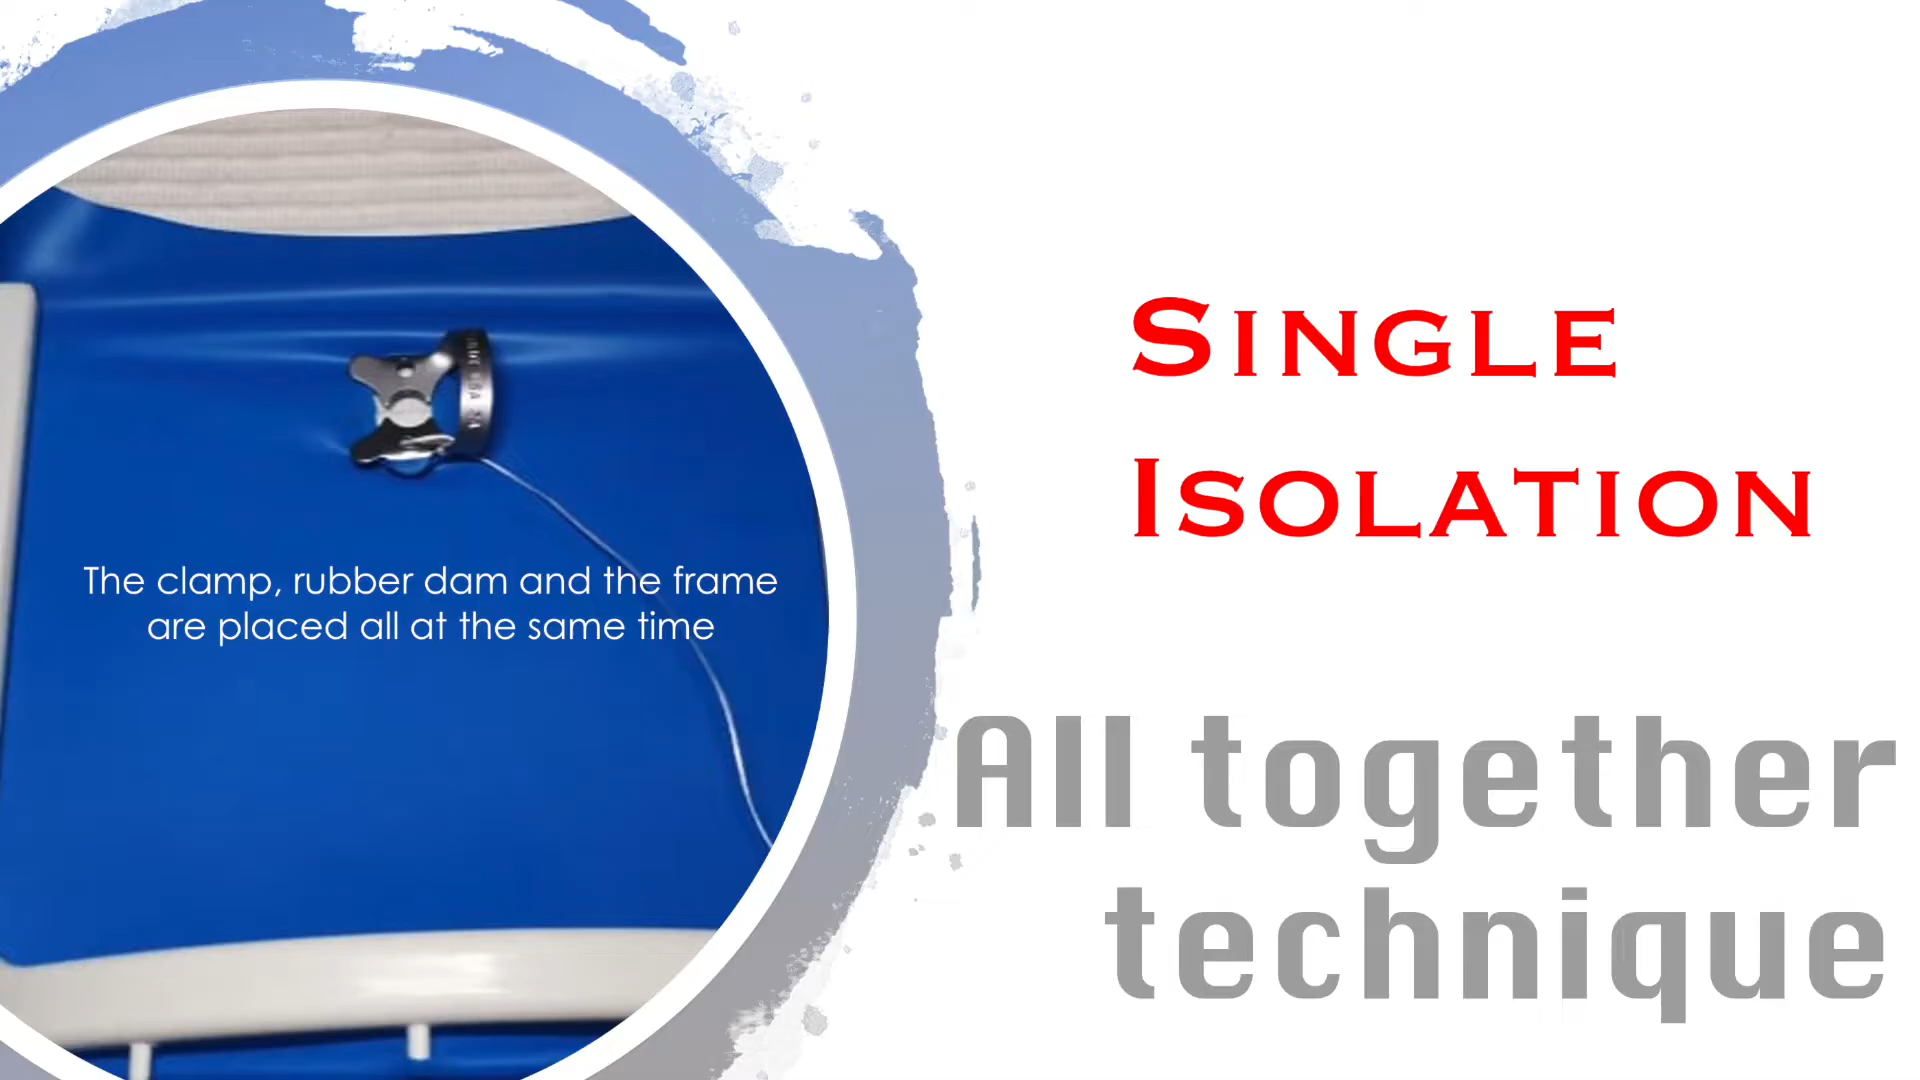 The clamp, rubber dam and the frame
are placed all at the same time
SINGLE
ISOLATION
All together
technique